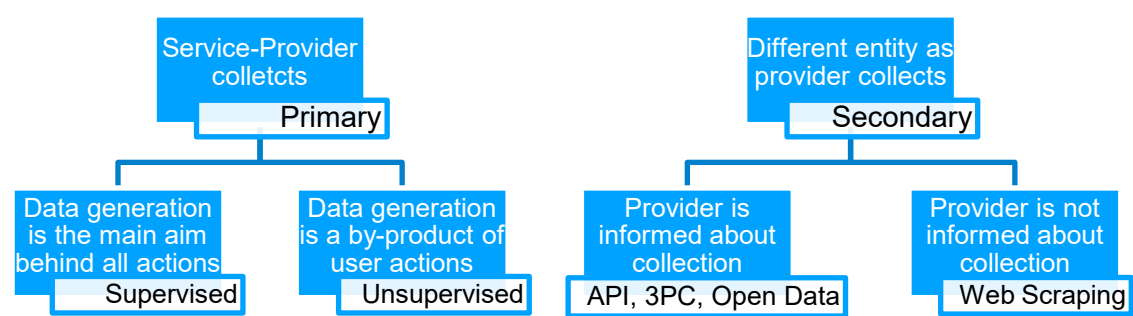 Service-Provider
colletcts
Primary
Different entity as
provider collects
Secondary
Data generation
is the main aim
behind all actions
Supervised
Data generation
is a by-product of
user actions
Unsupervised
Provider is
informed about
collection
API, 3PC, Open Data
Provider is not
informed about
collection
Web Scraping